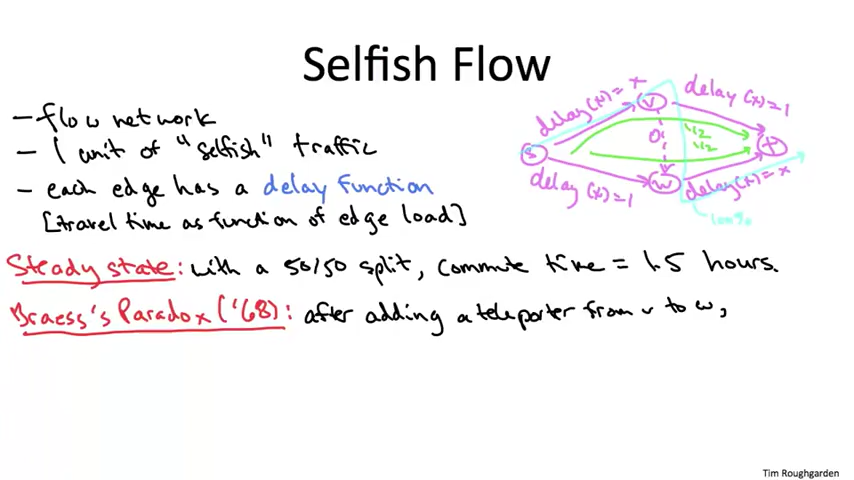 Selfish Flow
– flow network
– 1 unit of "selfish" traffic
– each edge has a delay function
[travel time as function of edge load]
delay(x)=x
delay(x)=1
s
v
0
w
t
1/2
1/2
delay(x)=1
delay(x)=x
100%
Steady state: with a 50/50 split, commute time = 1.5 hours.
Braess's Paradox ('68): after adding a teleporter from v to w,
Tim Roughgarden